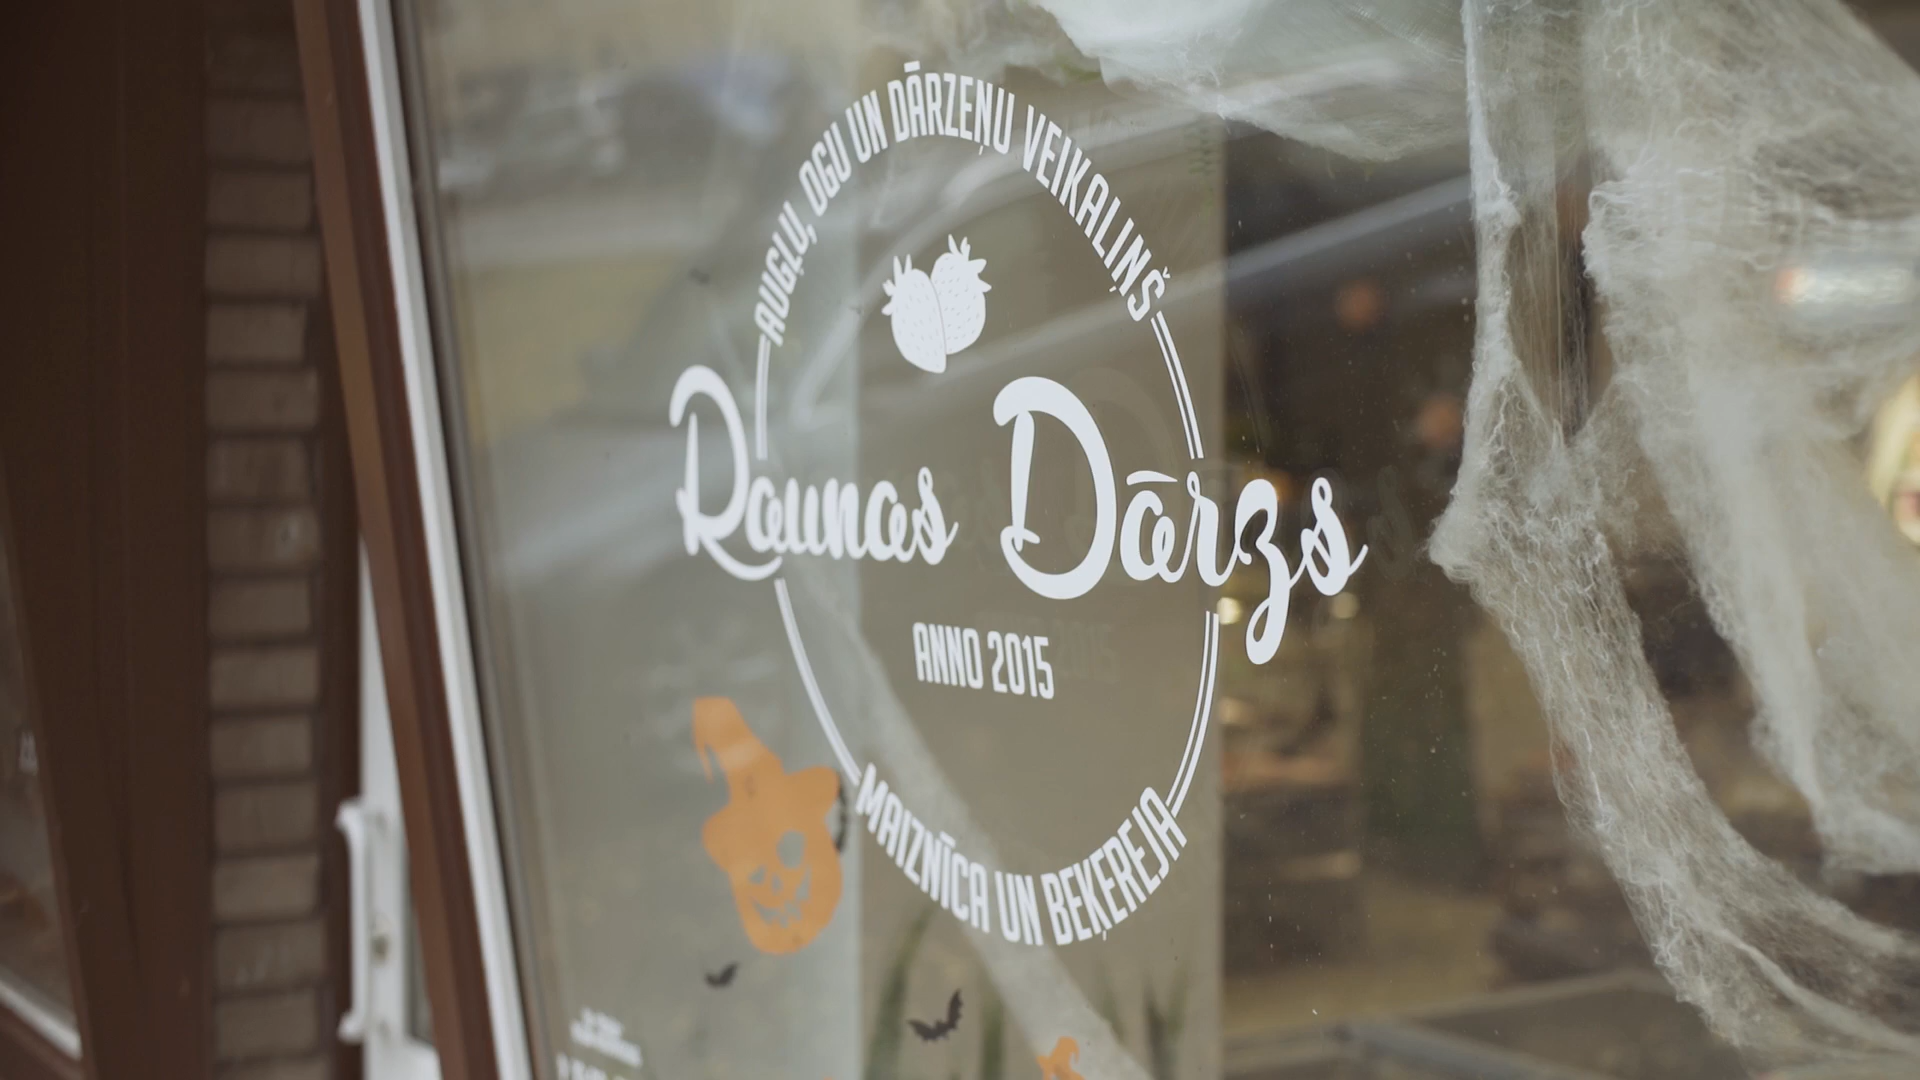 AUGĻU, OGU UN DĀRZEŅU VEIKALIŅŠ
Raunas Dārzs
ANNO 2015
MAIZNĪCA UN BEĶEREJA